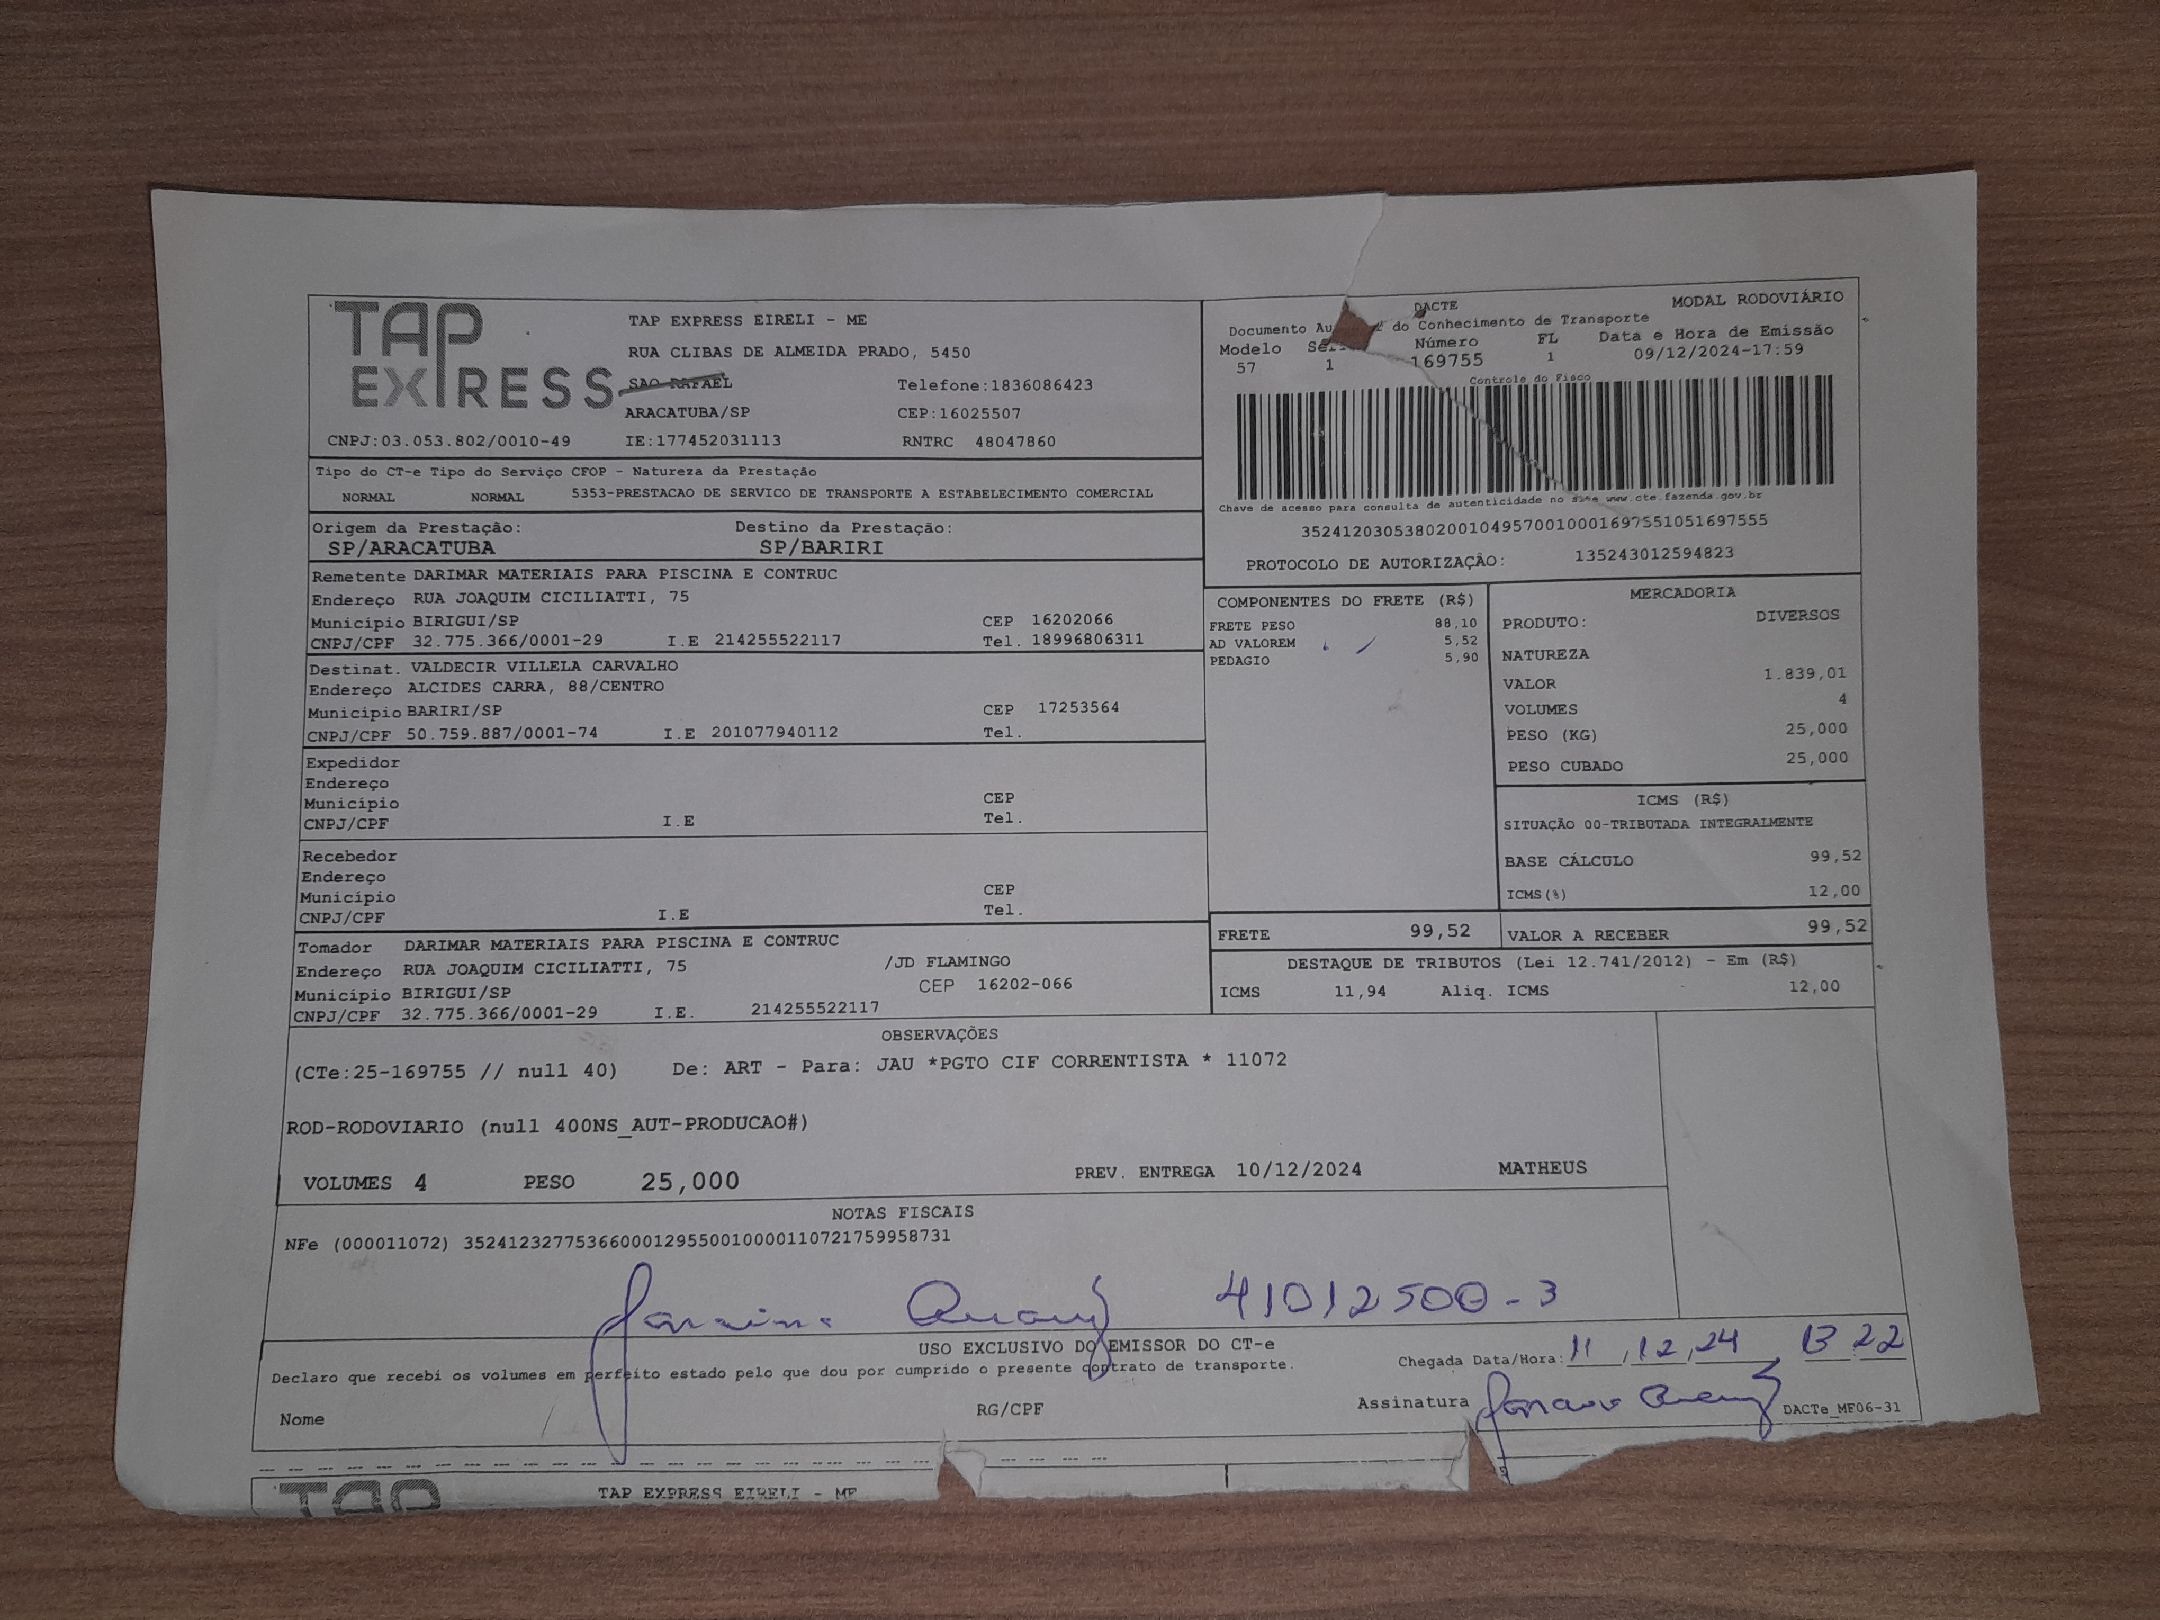 TAP
EXPRESS
TAP EXPRESS EIRELI - ME
RUA CLIBAS DE ALMEIDA PRADO, 5450
SAO RAFAEL Telefone:1836086423
ARACATUBA/SP CEP:16025507
CNPJ:03.053.802/0010-49 IE:177452031113 RNTRC 48047860
DACTE MODAL RODOVIÁRIO
Documento do Conhecimento de Transporte
Modelo Número FL Data e Hora de Emissão
57 1 169755 1 09/12/2024-17:59
Controle do Fisco
Chave de acesso para consulta de autenticidade no site www.cte.fazenda.gov.br
35241203053802001049570010001697551051697555
PROTOCOLO DE AUTORIZAÇÃO: 135243012594823
Tipo do CT-e Tipo do Serviço CFOP - Natureza da Prestação
NORMAL NORMAL 5353-PRESTACAO DE SERVICO DE TRANSPORTE A ESTABELECIMENTO COMERCIAL
Origem da Prestação: Destino da Prestação:
SP/ARACATUBA SP/BARIRI
Remetente DARIMAR MATERIAIS PARA PISCINA E CONTRUC
Endereço RUA JOAQUIM CICILIATTI, 75
Município BIRIGUI/SP CEP 16202066
CNPJ/CPF 32.775.366/0001-29 I.E 214255522117 Tel. 18996806311
Destinat. VALDECIR VILLELA CARVALHO
Endereço ALCIDES CARRA, 88/CENTRO
Município BARIRI/SP CEP 17253564
CNPJ/CPF 50.759.887/0001-74 I.E 201077940112 Tel.
Expedidor
Endereço
Município CEP
CNPJ/CPF I.E Tel.
Recebedor
Endereço
Município CEP
CNPJ/CPF I.E Tel.
Tomador DARIMAR MATERIAIS PARA PISCINA E CONTRUC
Endereço RUA JOAQUIM CICILIATTI, 75 /JD FLAMINGO
Município BIRIGUI/SP CEP 16202-066
CNPJ/CPF 32.775.366/0001-29 I.E. 214255522117
COMPONENTES DO FRETE (R$)
FRETE PESO 88,10
AD VALOREM 5,52
PEDAGIO 5,90
MERCADORIA
PRODUTO: DIVERSOS
NATUREZA
VALOR 1.839,01
VOLUMES 4
PESO (KG) 25,000
PESO CUBADO 25,000
ICMS (R$)
SITUAÇÃO 00-TRIBUTADA INTEGRALMENTE
BASE CÁLCULO 99,52
ICMS(%) 12,00
FRETE 99,52 VALOR A RECEBER 99,52
DESTAQUE DE TRIBUTOS (Lei 12.741/2012) - Em (R$)
ICMS 11,94 Aliq. ICMS 12,00
OBSERVAÇÕES
(CTe:25-169755 // null 40) De: ART - Para: JAU *PGTO CIF CORRENTISTA * 11072
ROD-RODOVIARIO (null 400NS_AUT-PRODUCAO#)
VOLUMES 4 PESO 25,000 PREV. ENTREGA 10/12/2024 MATHEUS
NOTAS FISCAIS
NFe (000011072) 35241232775366000129550010000110721759958731
41012500-3
USO EXCLUSIVO DO EMISSOR DO CT-e
Declaro que recebi os volumes em perfeito estado pelo que dou por cumprido o presente contrato de transporte.
Chegada Data/Hora: 11,12,24 13 22
Nome RG/CPF Assinatura DACTe_MF06-31
TAP TAP EXPRESS EIRELI - ME